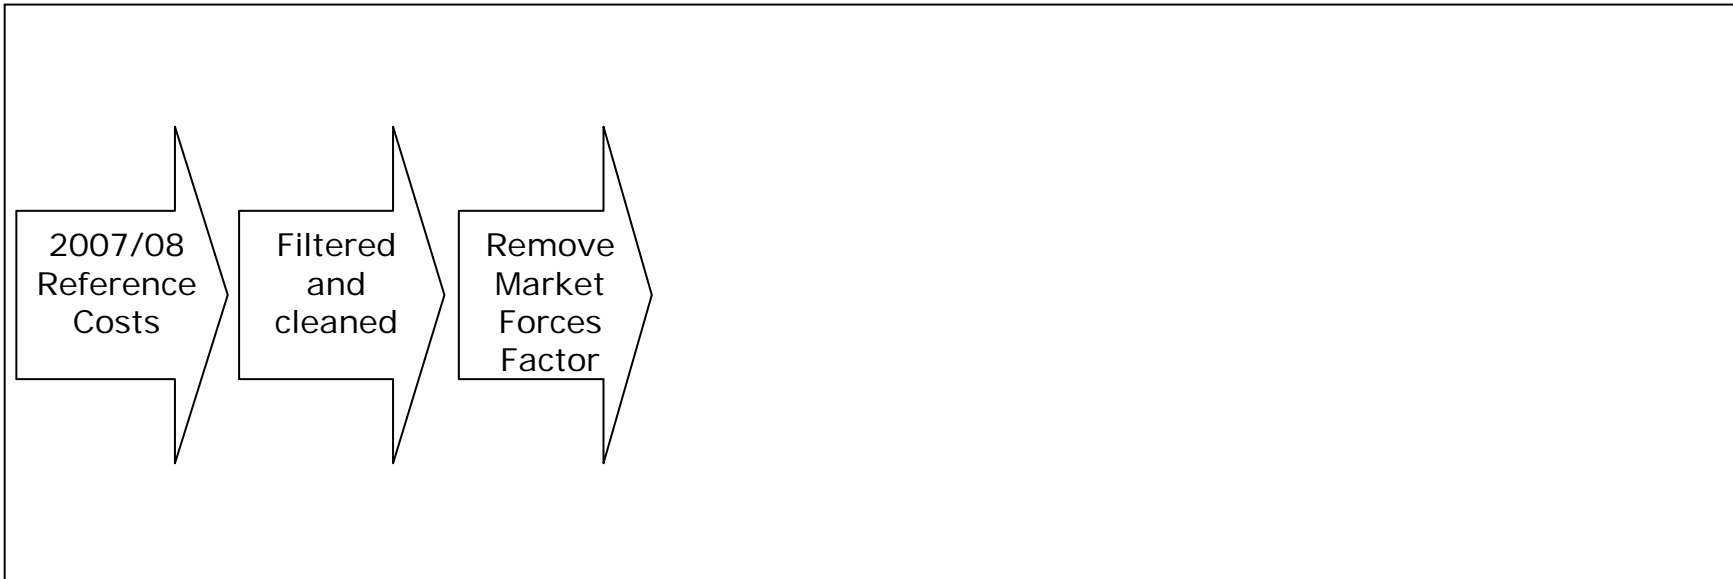 2007/08
Reference
Costs
Filtered
and
cleaned
Remove
Market
Forces
Factor